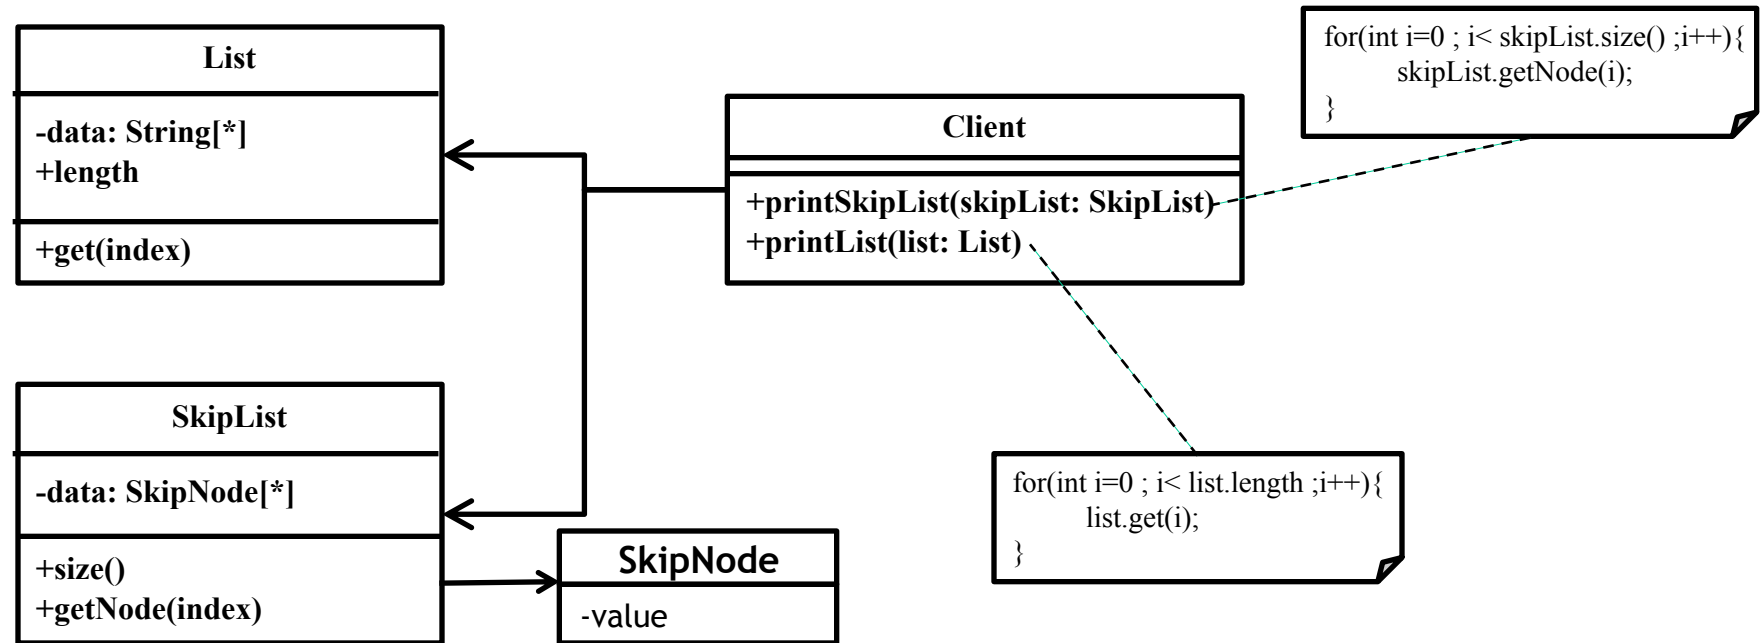 List
-data: String[*]
+length
+get(index)
Client
+printSkipList(skipList: SkipList)
+printList(list: List)
for(int i=0 ; i< skipList.size() ;i++){
skipList.getNode(i);
}
SkipList
-data: SkipNode[*]
+size()
+getNode(index)
SkipNode
-value
for(int i=0 ; i< list.length ;i++){
list.get(i);
}